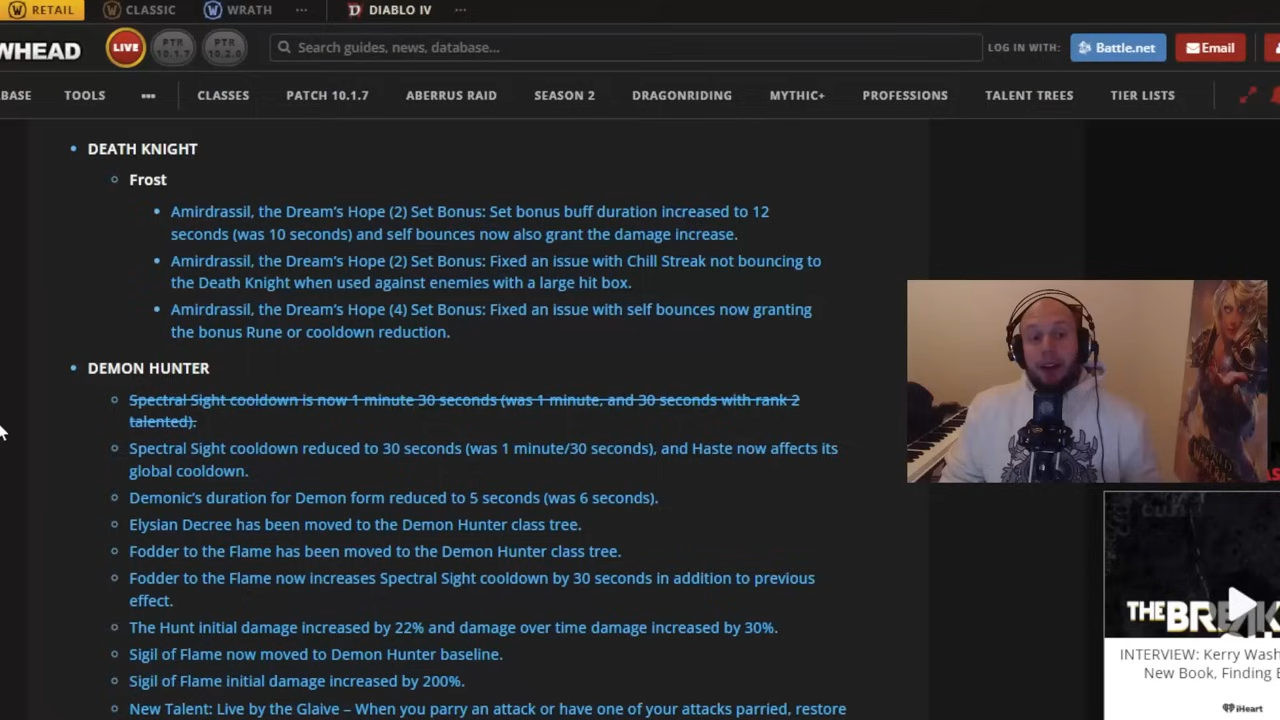 RETAIL CLASSIC WRATH ... DIABLO IV ...
WHEAD LIVE PTR 10.1.7 PTR 10.2.0 Search guides, news, database... LOG IN WITH: Battle.net Email
BASE TOOLS ... CLASSES PATCH 10.1.7 ABERRUS RAID SEASON 2 DRAGONRIDING MYTHIC+ PROFESSIONS TALENT TREES TIER LISTS
DEATH KNIGHT
Frost
Amirdrassil, the Dream's Hope (2) Set Bonus: Set bonus buff duration increased to 12
seconds (was 10 seconds) and self bounces now also grant the damage increase.
Amirdrassil, the Dream's Hope (2) Set Bonus: Fixed an issue with Chill Streak not bouncing to
the Death Knight when used against enemies with a large hit box.
Amirdrassil, the Dream's Hope (4) Set Bonus: Fixed an issue with self bounces now granting
the bonus Rune or cooldown reduction.
DEMON HUNTER
Spectral Sight cooldown is now 1 minute 30 seconds (was 1 minute, and 30 seconds with rank 2
talented).
Spectral Sight cooldown reduced to 30 seconds (was 1 minute/30 seconds), and Haste now affects its
global cooldown.
Demonic's duration for Demon form reduced to 5 seconds (was 6 seconds).
Elysian Decree has been moved to the Demon Hunter class tree.
Fodder to the Flame has been moved to the Demon Hunter class tree.
Fodder to the Flame now increases Spectral Sight cooldown by 30 seconds in addition to previous
effect.
The Hunt initial damage increased by 22% and damage over time damage increased by 30%.
Sigil of Flame now moved to Demon Hunter baseline.
Sigil of Flame initial damage increased by 200%.
New Talent: Live by the Glaive – When you parry an attack or have one of your attacks parried, restore
THE BREAK
INTERVIEW: Kerry Wash
New Book, Finding E
iHeart